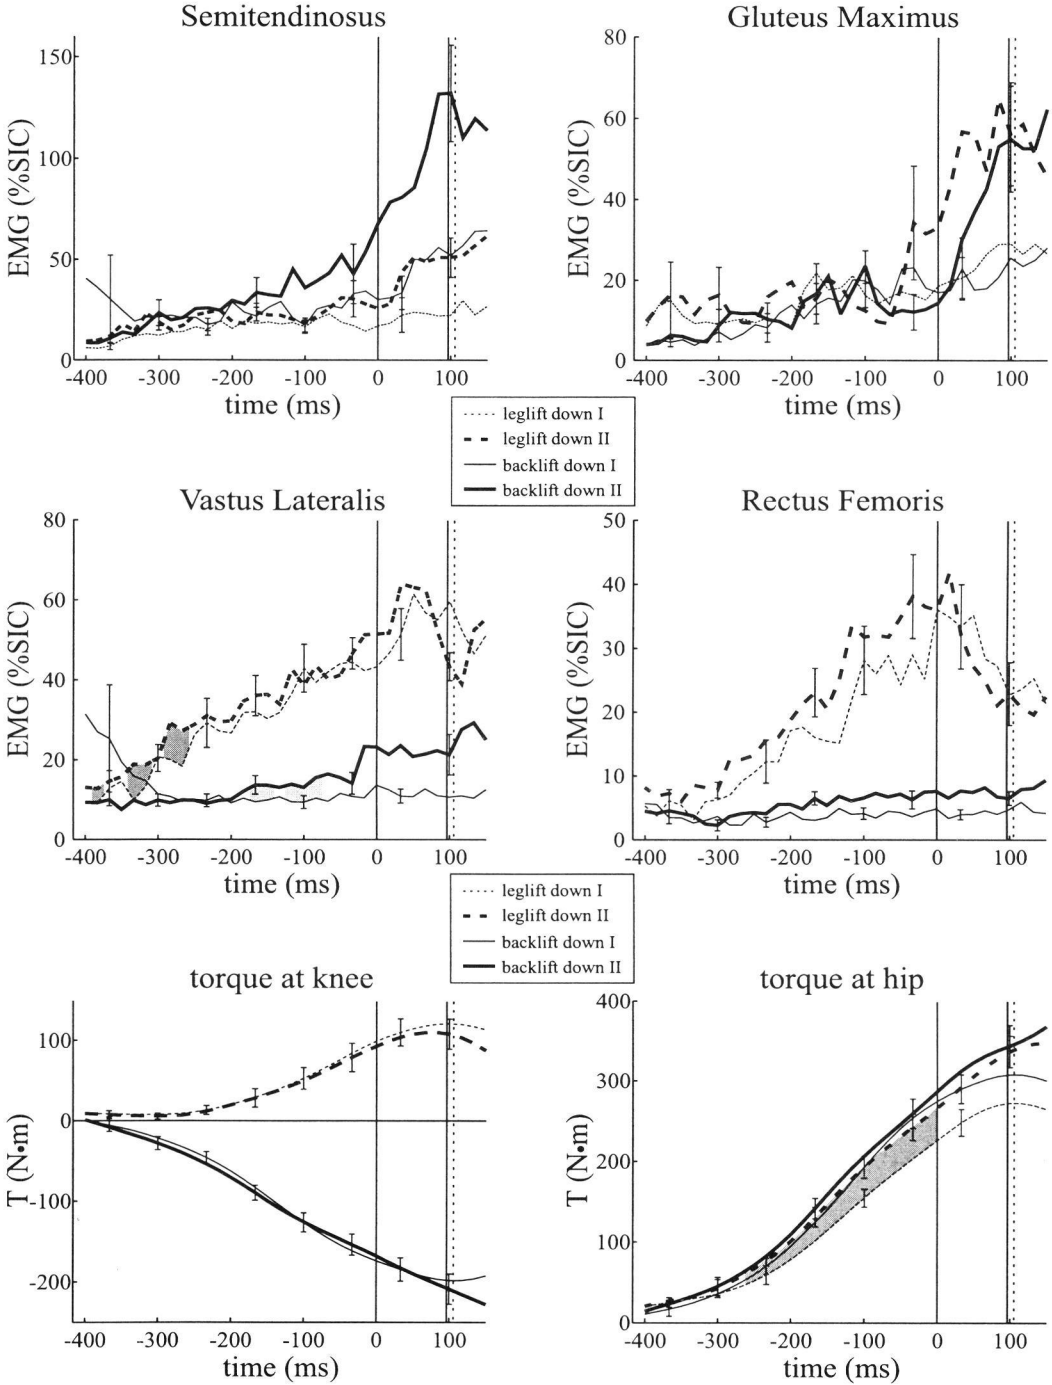 Semitendinosus
EMG (%SIC)
150
100
50
0
-400 -300 -200 -100 0 100
time (ms)
Gluteus Maximus
EMG (%SIC)
80
60
40
20
0
-400 -300 -200 -100 0 100
time (ms)
leglift down I
leglift down II
backlift down I
backlift down II
Vastus Lateralis
EMG (%SIC)
80
60
40
20
0
-400 -300 -200 -100 0 100
time (ms)
Rectus Femoris
EMG (%SIC)
50
40
30
20
10
0
-400 -300 -200 -100 0 100
time (ms)
leglift down I
leglift down II
backlift down I
backlift down II
torque at knee
T (N•m)
100
0
-100
-200
-400 -300 -200 -100 0 100
time (ms)
torque at hip
T (N•m)
400
300
200
100
0
-400 -300 -200 -100 0 100
time (ms)